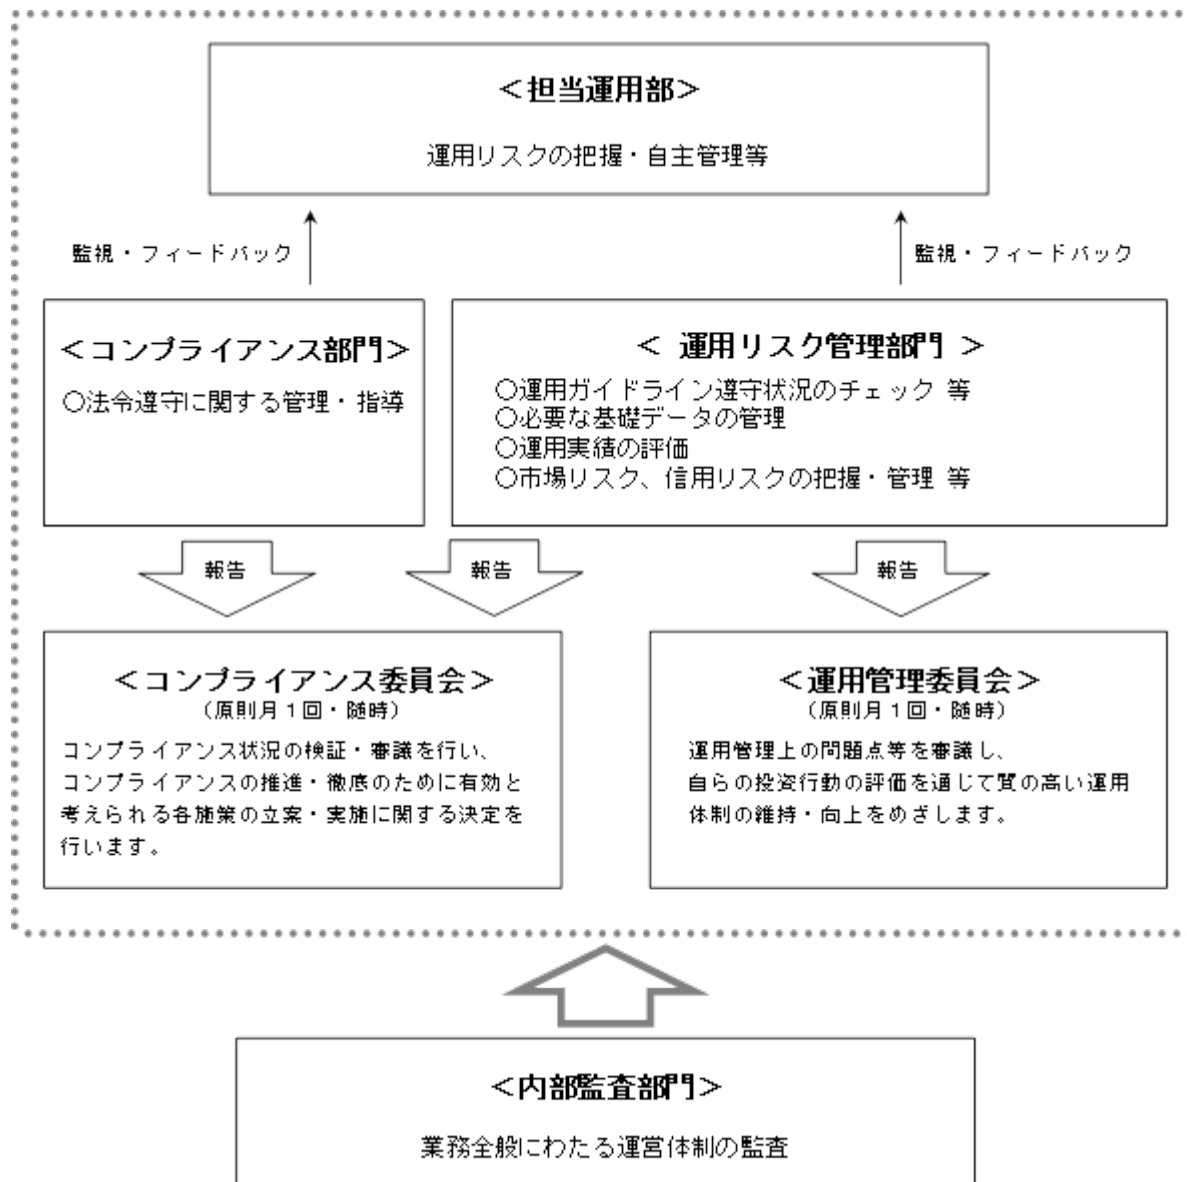 ＜担当運用部＞
運用リスクの把握・自主管理等
監視・フィードバック
監視・フィードバック
＜コンプライアンス部門＞
○法令遵守に関する管理・指導
＜ 運用リスク管理部門 ＞
○運用ガイドライン遵守状況のチェック 等
○必要な基礎データの管理
○運用実績の評価
○市場リスク、信用リスクの把握・管理 等
報告
報告
報告
＜コンプライアンス委員会＞
（原則月１回・随時）
コンプライアンス状況の検証・審議を行い、
コンプライアンスの推進・徹底のために有効と
考えられる各施策の立案・実施に関する決定を
行います。
＜運用管理委員会＞
（原則月１回・随時）
運用管理上の問題点等を審議し、
自らの投資行動の評価を通じて質の高い運用
体制の維持・向上をめざします。
＜内部監査部門＞
業務全般にわたる運営体制の監査